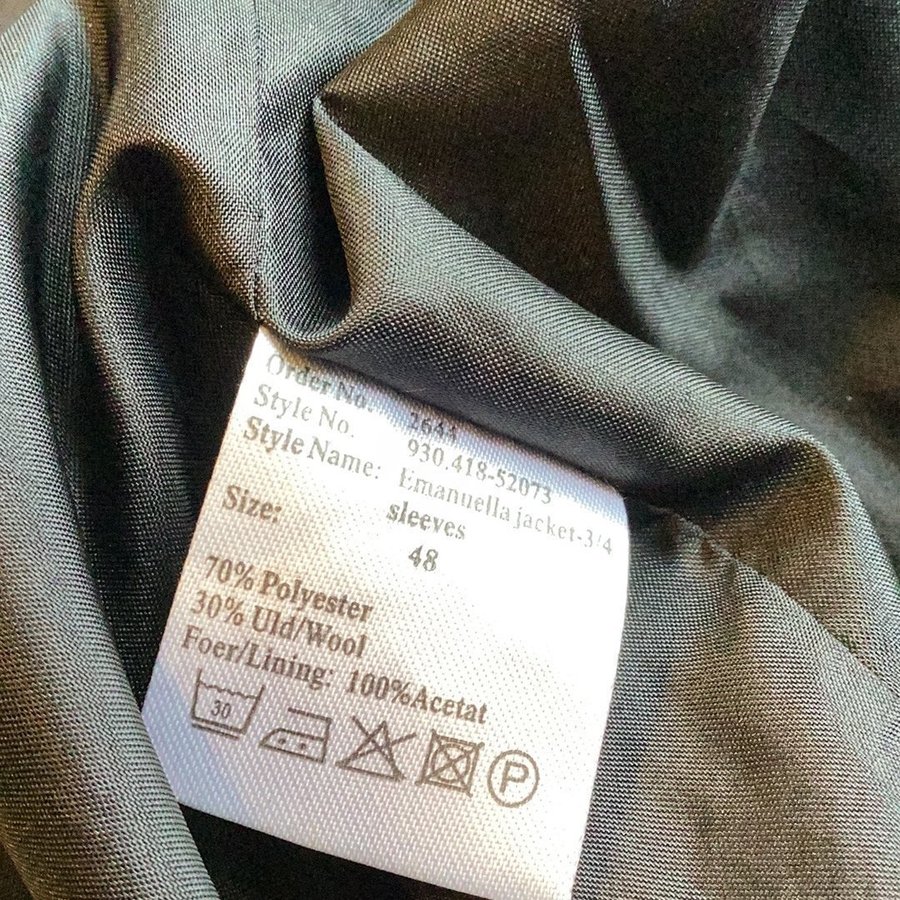 Order No. 2644
Style No. 930.418-52073
Style Name: Emanuella jacket-3/4
sleeves
Size: 48
70% Polyester
30% Uld/Wool
Foer/Lining: 100%Acetat
30
P